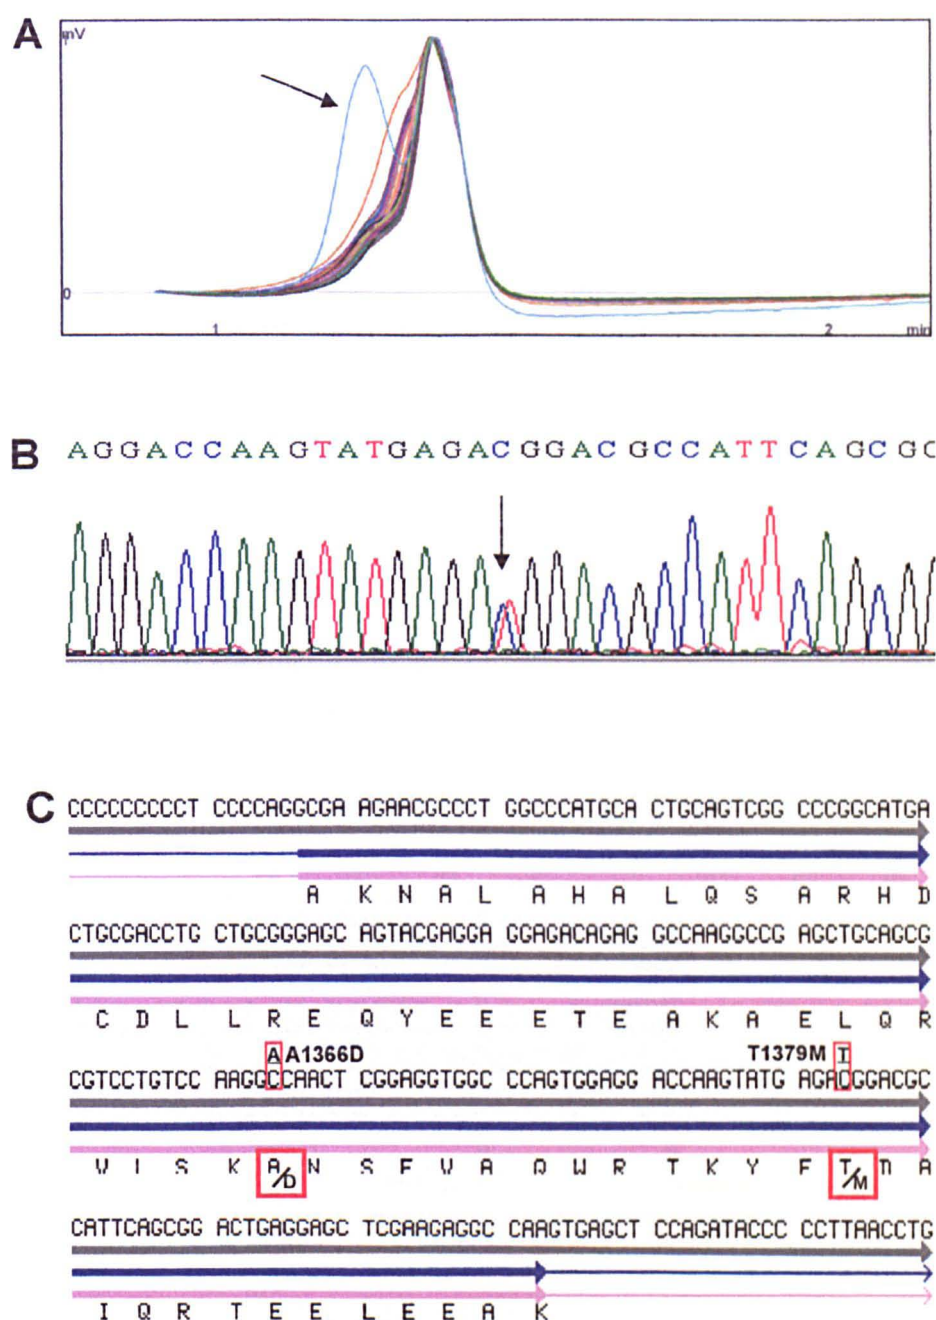 A
mV
0
1 2 min
B
AGGACCAAGTATGAGACGGACGCCATTCAGCG
C
CCCCCCCCCT CCCCAGGCGA AGAACGCCCT GGCCCATGCA CTGCAGTCGG CCCGGCATGA
A K N A L A H A L Q S A R H D
CTGCGACCTG CTGCGGGAGC AGTACGAGGA GGAGACAGAG GCCAAGGCCG AGCTGCAGCG
C D L L R E Q Y E E E T E A K A E L Q R
A A1366D T1379M T
CGTCCTGTCC AAGGCCAACT CGGAGGTGGC CCAGTGGAGG ACCAAGTATG AGACGGACGC
V I S K A/D N S F V A Q W R T K Y F T/M D A
CATTCAGCGG ACTGAGGAGC TCGAAGAGGC CAAGTGAGCT CCAGATACCC CCTTAACCTG
I Q R T E E L E E A K